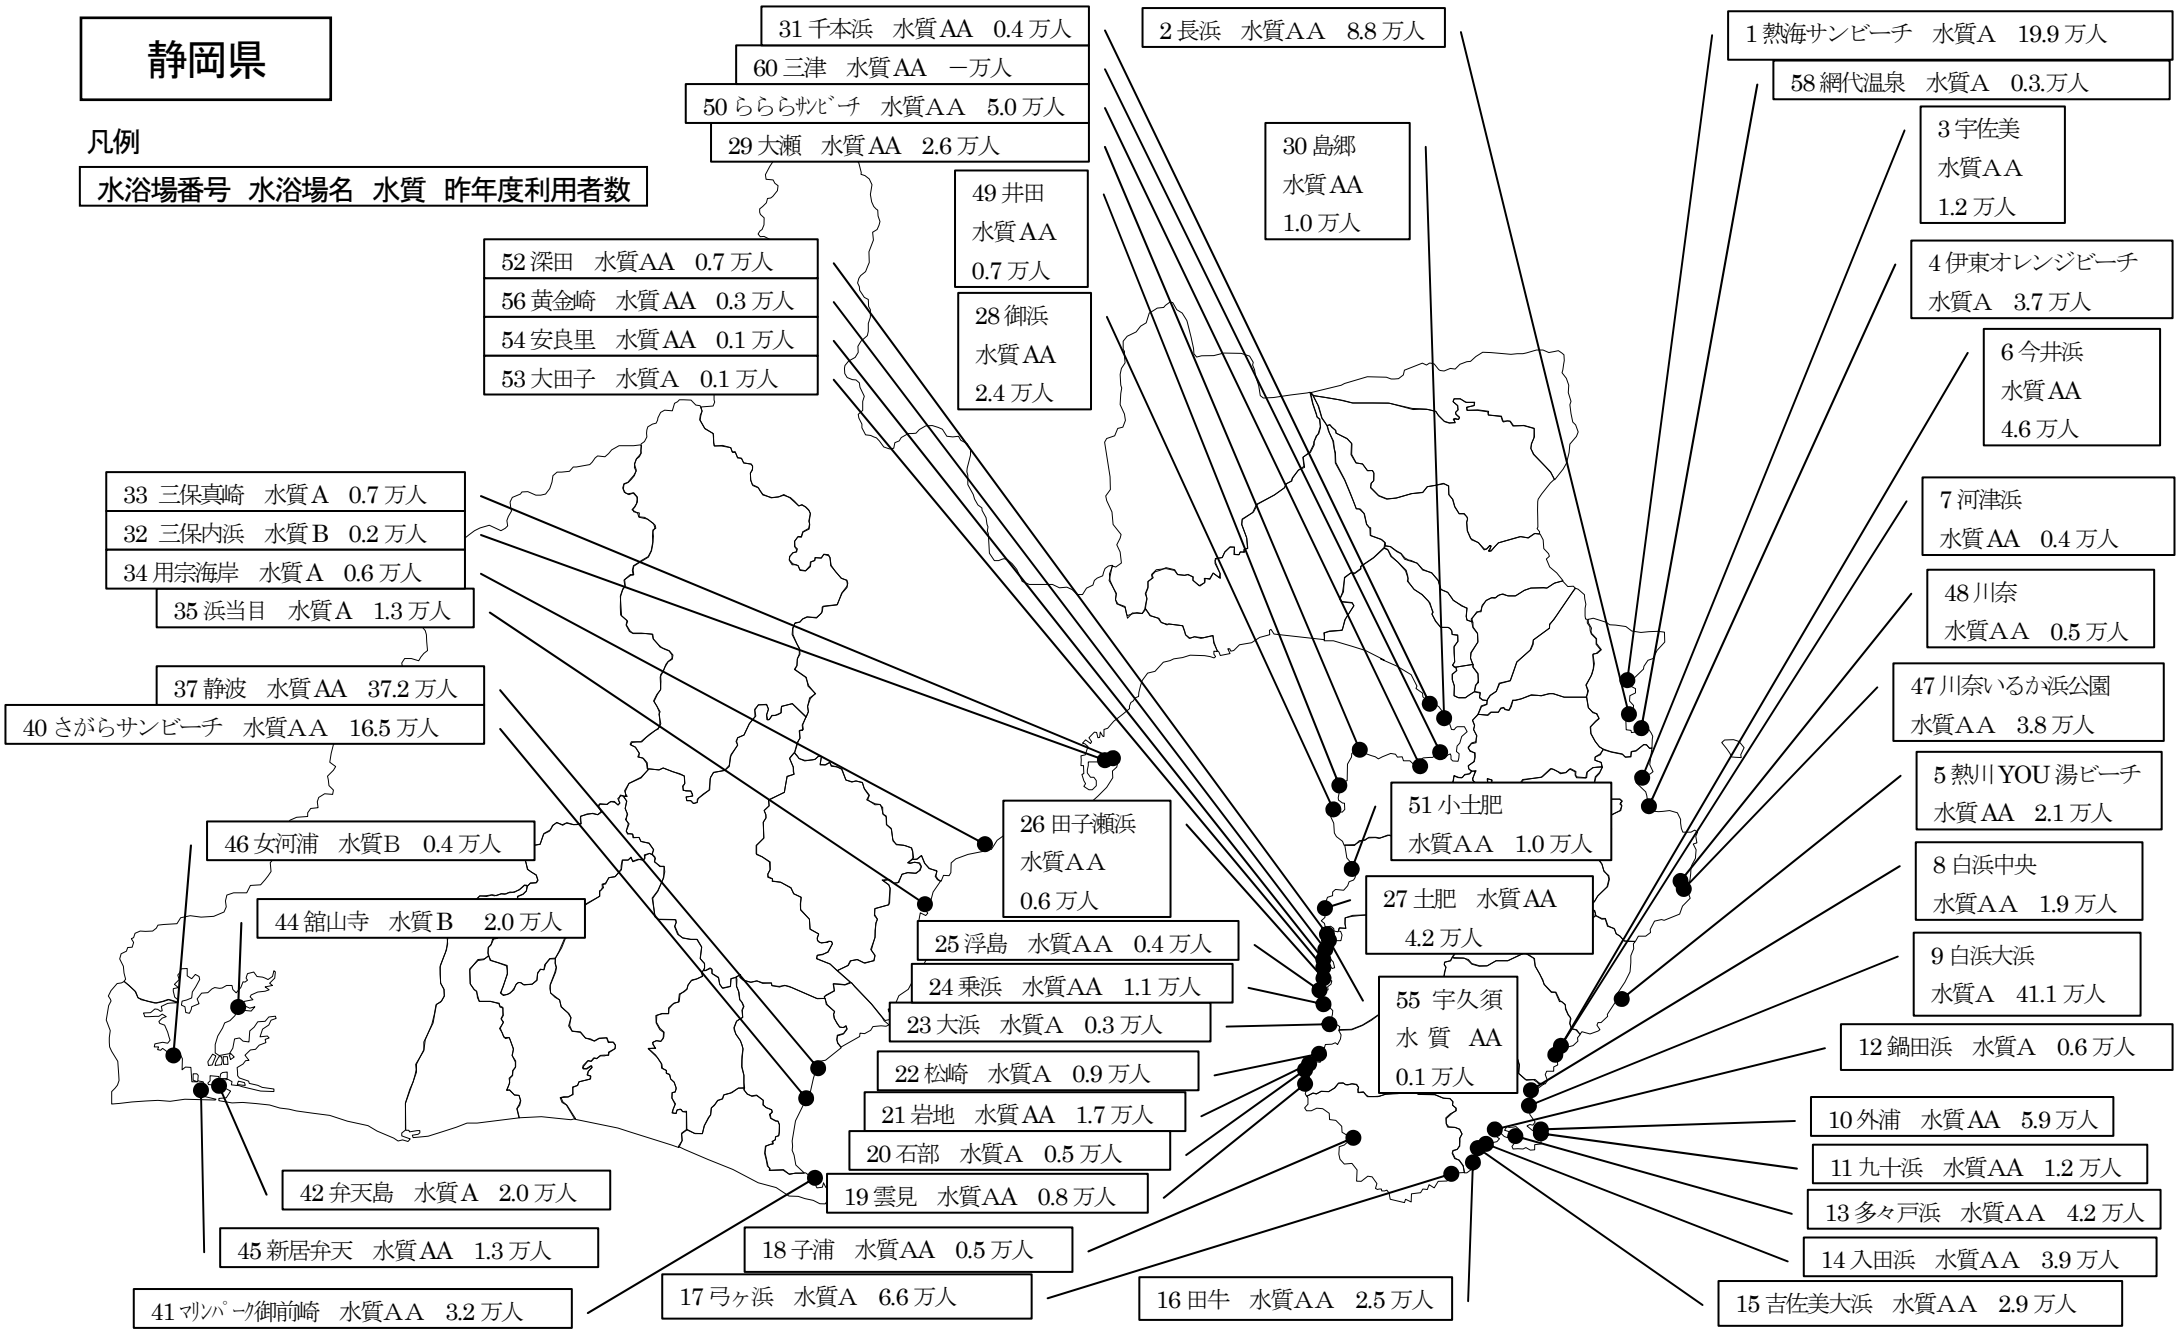 静岡県
凡例
水浴場番号 水浴場名 水質 昨年度利用者数
31 千本浜 水質AA 0.4 万人
60 三津 水質AA －万人
50 らららｻﾝﾋﾞｰﾁ 水質AA 5.0 万人
29 大瀬 水質AA 2.6 万人
2 長浜 水質AA 8.8 万人
1 熱海サンビーチ 水質A 19.9 万人
58 網代温泉 水質A 0.3.万人
3 宇佐美
水質AA
1.2 万人
30 島郷
水質AA
1.0 万人
49 井田
水質AA
0.7 万人
28 御浜
水質AA
2.4 万人
52 深田 水質AA 0.7 万人
56 黄金崎 水質AA 0.3 万人
54 安良里 水質AA 0.1 万人
53 大田子 水質A 0.1 万人
4 伊東オレンジビーチ
水質A 3.7 万人
6 今井浜
水質AA
4.6 万人
33 三保真崎 水質A 0.7 万人
32 三保内浜 水質B 0.2 万人
34 用宗海岸 水質A 0.6 万人
35 浜当目 水質A 1.3 万人
37 静波 水質AA 37.2 万人
40 さがらサンビーチ 水質AA 16.5 万人
7 河津浜
水質AA 0.4 万人
48 川奈
水質AA 0.5 万人
47 川奈いるか浜公園
水質AA 3.8 万人
5 熱川 YOU 湯ビーチ
水質AA 2.1 万人
8 白浜中央
水質AA 1.9 万人
9 白浜大浜
水質A 41.1 万人
12 鍋田浜 水質A 0.6 万人
10 外浦 水質AA 5.9 万人
11 九十浜 水質AA 1.2 万人
13 多々戸浜 水質AA 4.2 万人
14 入田浜 水質AA 3.9 万人
15 吉佐美大浜 水質AA 2.9 万人
46 女河浦 水質B 0.4 万人
44 舘山寺 水質B 2.0 万人
26 田子瀬浜
水質AA
0.6 万人
51 小土肥
水質AA 1.0 万人
27 土肥 水質AA
4.2 万人
55 宇久須
水 質 AA
0.1 万人
25 浮島 水質AA 0.4 万人
24 乗浜 水質AA 1.1 万人
23 大浜 水質A 0.3 万人
22 松崎 水質A 0.9 万人
21 岩地 水質AA 1.7 万人
20 石部 水質A 0.5 万人
19 雲見 水質AA 0.8 万人
18 子浦 水質AA 0.5 万人
17 弓ヶ浜 水質A 6.6 万人
16 田牛 水質AA 2.5 万人
42 弁天島 水質A 2.0 万人
45 新居弁天 水質AA 1.3 万人
41 ﾏﾘﾝﾊﾟｰｸ御前崎 水質AA 3.2 万人